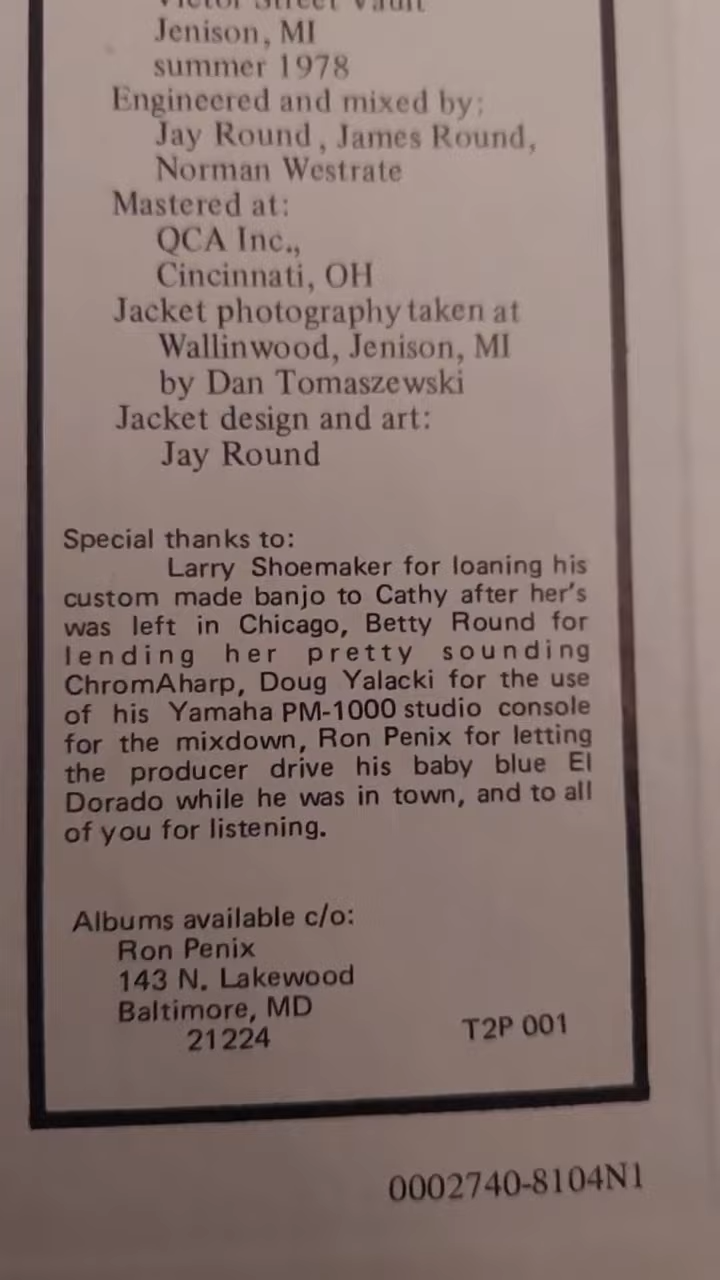 Victor Street Vault
Jenison, MI
summer 1978
Engineered and mixed by:
Jay Round, James Round,
Norman Westrate
Mastered at:
QCA Inc.,
Cincinnati, OH
Jacket photography taken at
Wallinwood, Jenison, MI
by Dan Tomaszewski
Jacket design and art:
Jay Round
Special thanks to:
Larry Shoemaker for loaning his
custom made banjo to Cathy after her's
was left in Chicago, Betty Round for
lending her pretty sounding
ChromAharp, Doug Yalacki for the use
of his Yamaha PM-1000 studio console
for the mixdown, Ron Penix for letting
the producer drive his baby blue El
Dorado while he was in town, and to all
of you for listening.
Albums available c/o:
Ron Penix
143 N. Lakewood
Baltimore, MD
21224
T2P 001
0002740-8104N1